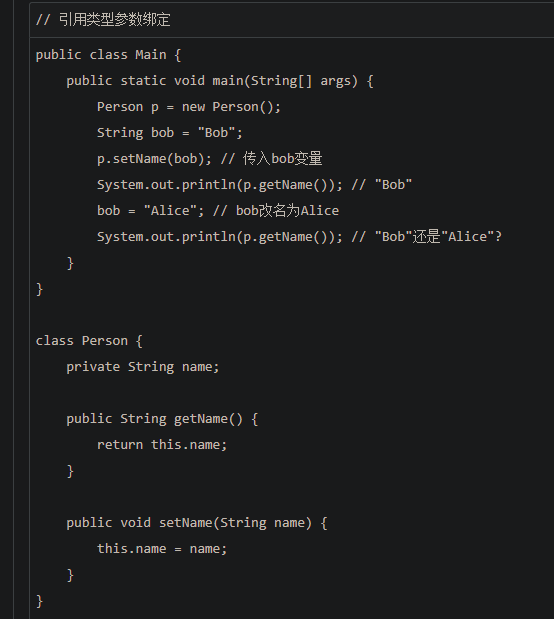 // 引用类型参数绑定
public class Main {
    public static void main(String[] args) {
        Person p = new Person();
        String bob = "Bob";
        p.setName(bob); // 传入bob变量
        System.out.println(p.getName()); // "Bob"
        bob = "Alice"; // bob改名为Alice
        System.out.println(p.getName()); // "Bob"还是"Alice"?
    }
}

class Person {
    private String name;

    public String getName() {
        return this.name;
    }

    public void setName(String name) {
        this.name = name;
    }
}